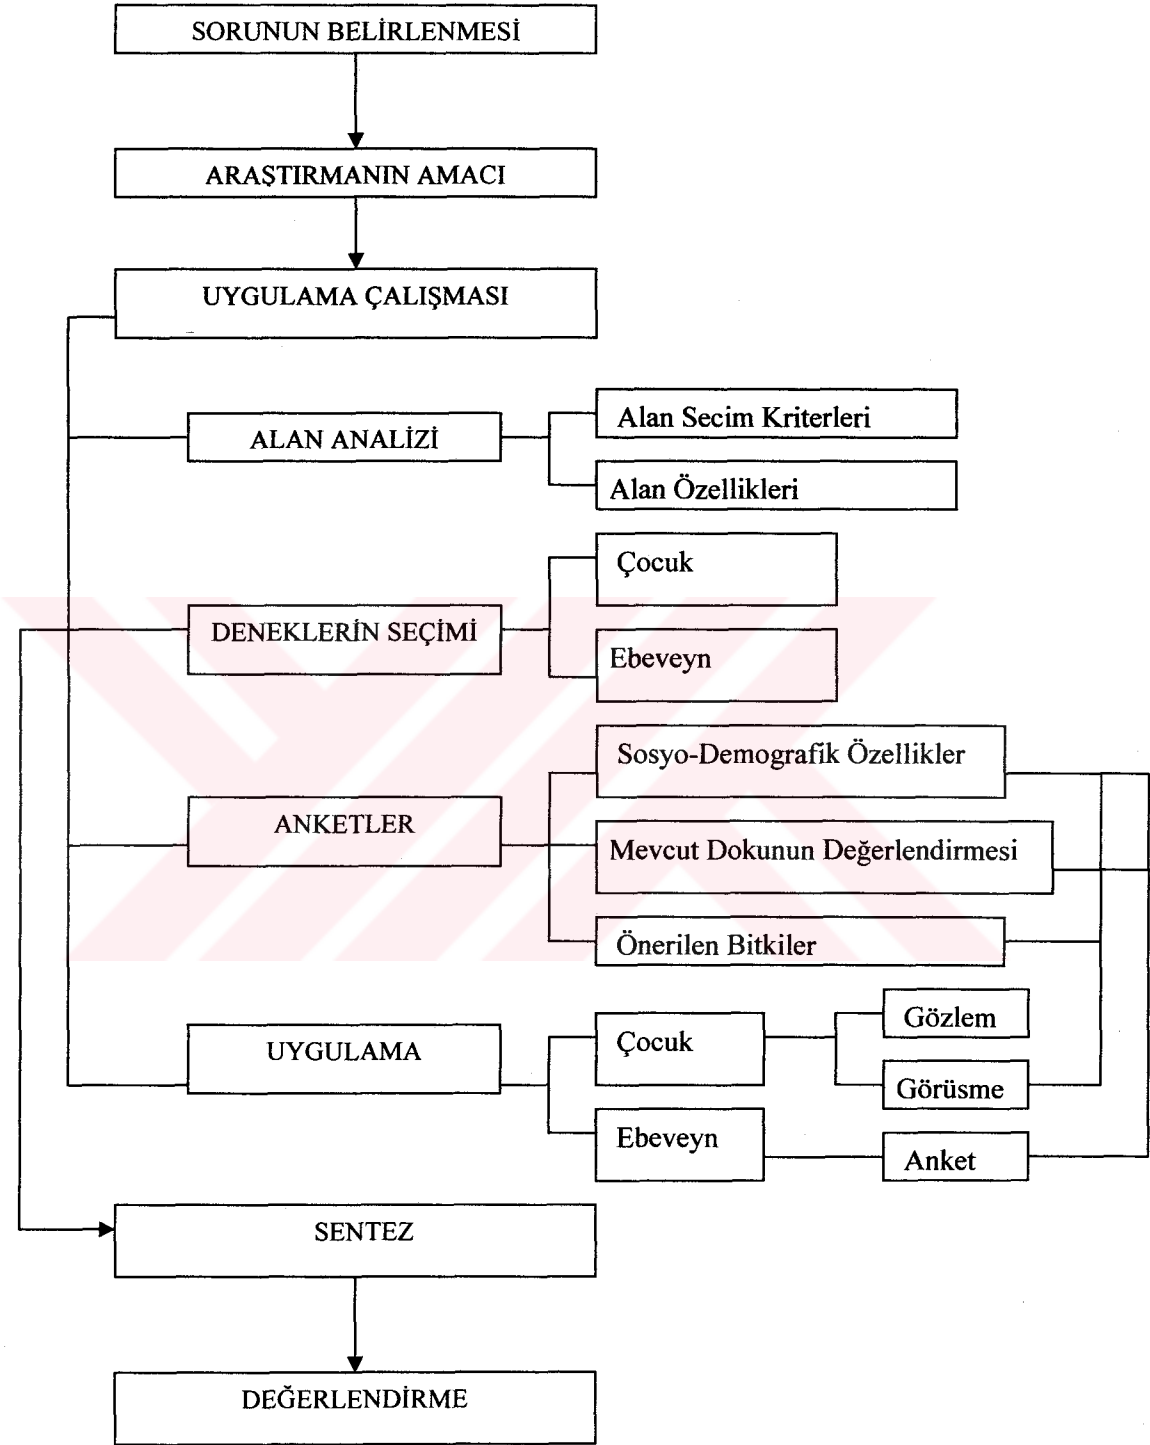 SORUNUN BELİRLENMESİ
ARAŞTIRMANIN AMACI
UYGULAMA ÇALIŞMASI
ALAN ANALİZİ
Alan Secim Kriterleri
Alan Özellikleri
DENEKLERİN SEÇİMİ
Çocuk
Ebeveyn
ANKETLER
Sosyo-Demografik Özellikler
Mevcut Dokunun Değerlendirmesi
Önerilen Bitkiler
UYGULAMA
Çocuk
Gözlem
Görüsme
Ebeveyn
Anket
SENTEZ
DEĞERLENDİRME